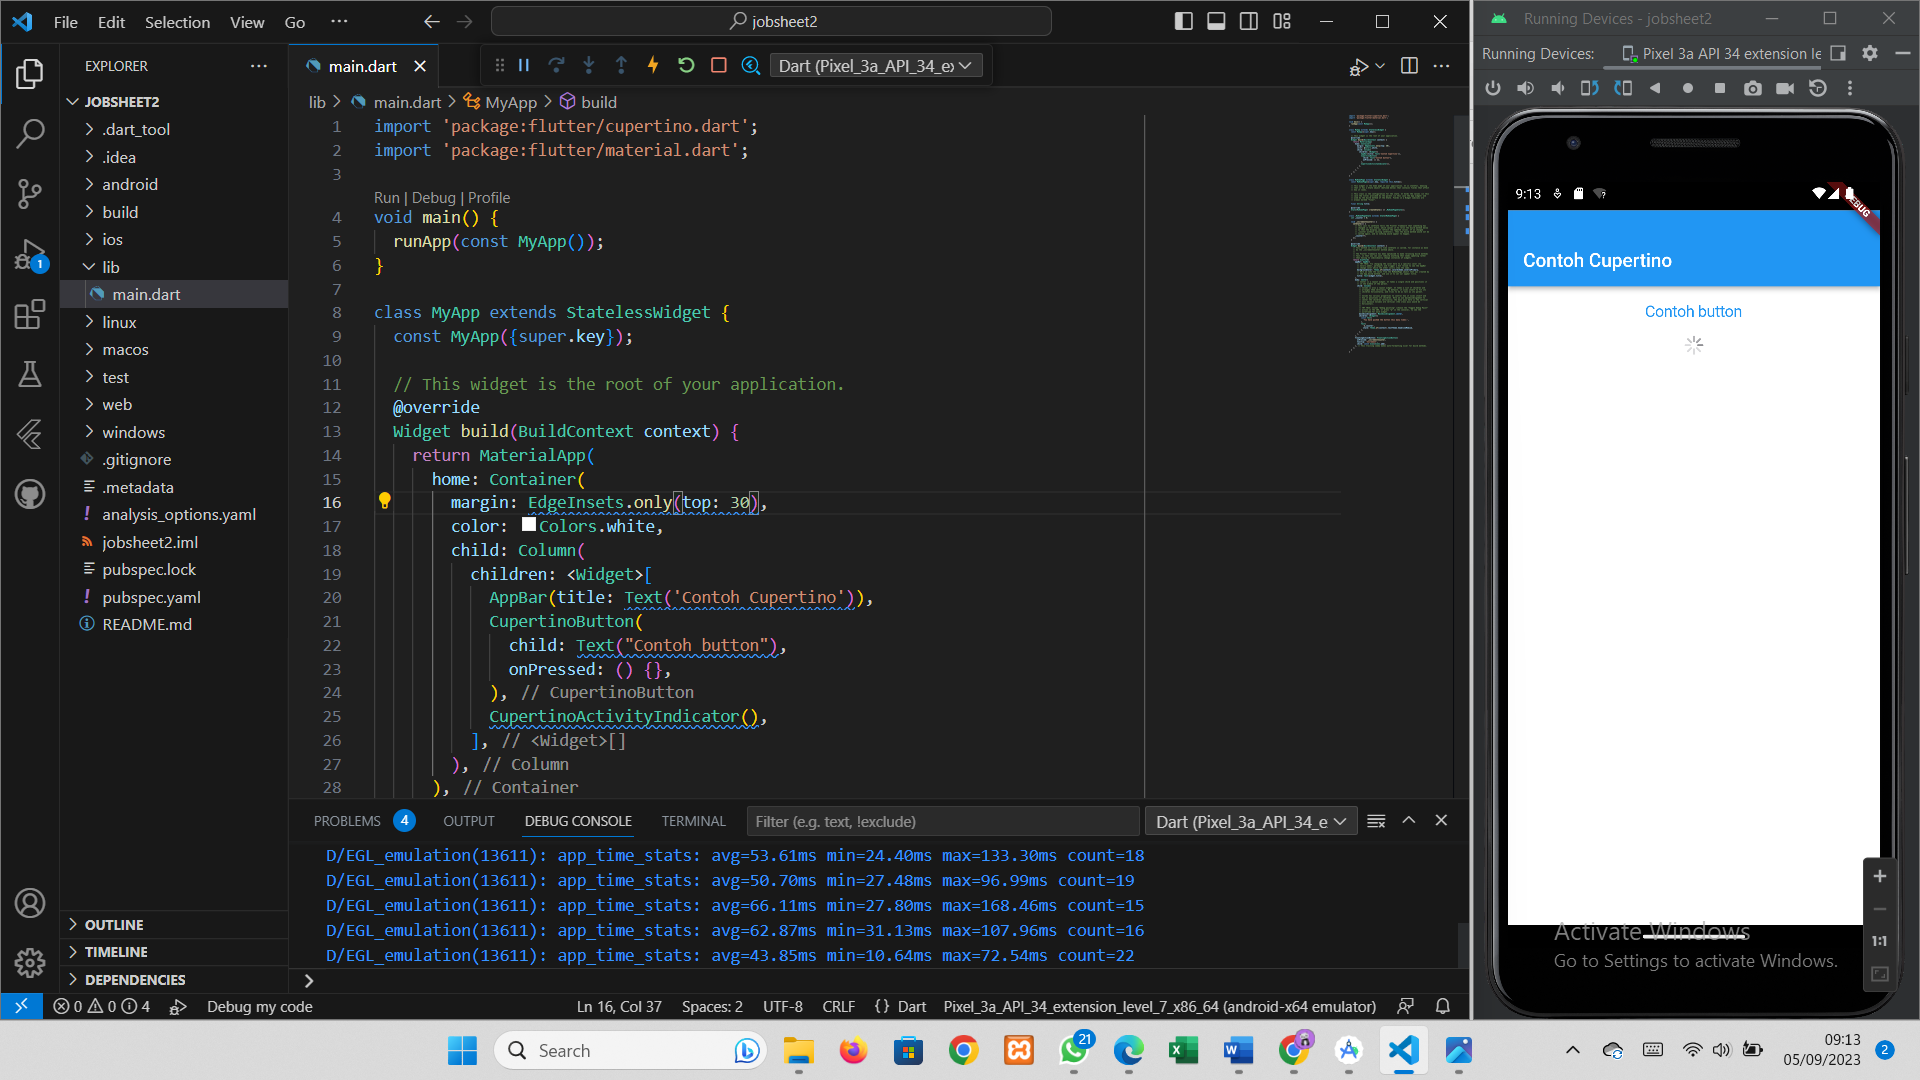 File Edit Selection View Go ···
jobsheet2
EXPLORER
main.dart
Dart (Pixel_3a_API_34_e
lib > main.dart > MyApp > build
JOBSHEET2
.dart_tool
.idea
android
build
ios
lib
main.dart
linux
macos
test
web
windows
.gitignore
.metadata
analysis_options.yaml
jobsheet2.iml
pubspec.lock
pubspec.yaml
README.md
OUTLINE
TIMELINE
DEPENDENCIES
1 import 'package:flutter/cupertino.dart';
2 import 'package:flutter/material.dart';
3
Run | Debug | Profile
4 void main() {
5 runApp(const MyApp());
6 }
7
8 class MyApp extends StatelessWidget {
9 const MyApp({super.key});
10
11 // This widget is the root of your application.
12 @override
13 Widget build(BuildContext context) {
14 return MaterialApp(
15 home: Container(
16 margin: EdgeInsets.only(top: 30),
17 color: Colors.white,
18 child: Column(
19 children: <Widget>[
20 AppBar(title: Text('Contoh Cupertino')),
21 CupertinoButton(
22 child: Text("Contoh button"),
23 onPressed: () {},
24 ), // CupertinoButton
25 CupertinoActivityIndicator(),
26 ], // <Widget>[]
27 ), // Column
28 ), // Container
PROBLEMS 4 OUTPUT DEBUG CONSOLE TERMINAL Filter (e.g. text, !exclude) Dart (Pixel_3a_API_34_e
D/EGL_emulation(13611): app_time_stats: avg=53.61ms min=24.40ms max=133.30ms count=18
D/EGL_emulation(13611): app_time_stats: avg=50.70ms min=27.48ms max=96.99ms count=19
D/EGL_emulation(13611): app_time_stats: avg=66.11ms min=27.80ms max=168.46ms count=15
D/EGL_emulation(13611): app_time_stats: avg=62.87ms min=31.13ms max=107.96ms count=16
D/EGL_emulation(13611): app_time_stats: avg=43.85ms min=10.64ms max=72.54ms count=22
0 0 4 Debug my code Ln 16, Col 37 Spaces: 2 UTF-8 CRLF {} Dart Pixel_3a_API_34_extension_level_7_x86_64 (android-x64 emulator)
Running Devices - jobsheet2
Running Devices: Pixel 3a API 34 extension le
9:13
Contoh Cupertino
Contoh button
1:1
Activate Windows
Go to Settings to activate Windows.
Search
21
09:13
05/09/2023
2